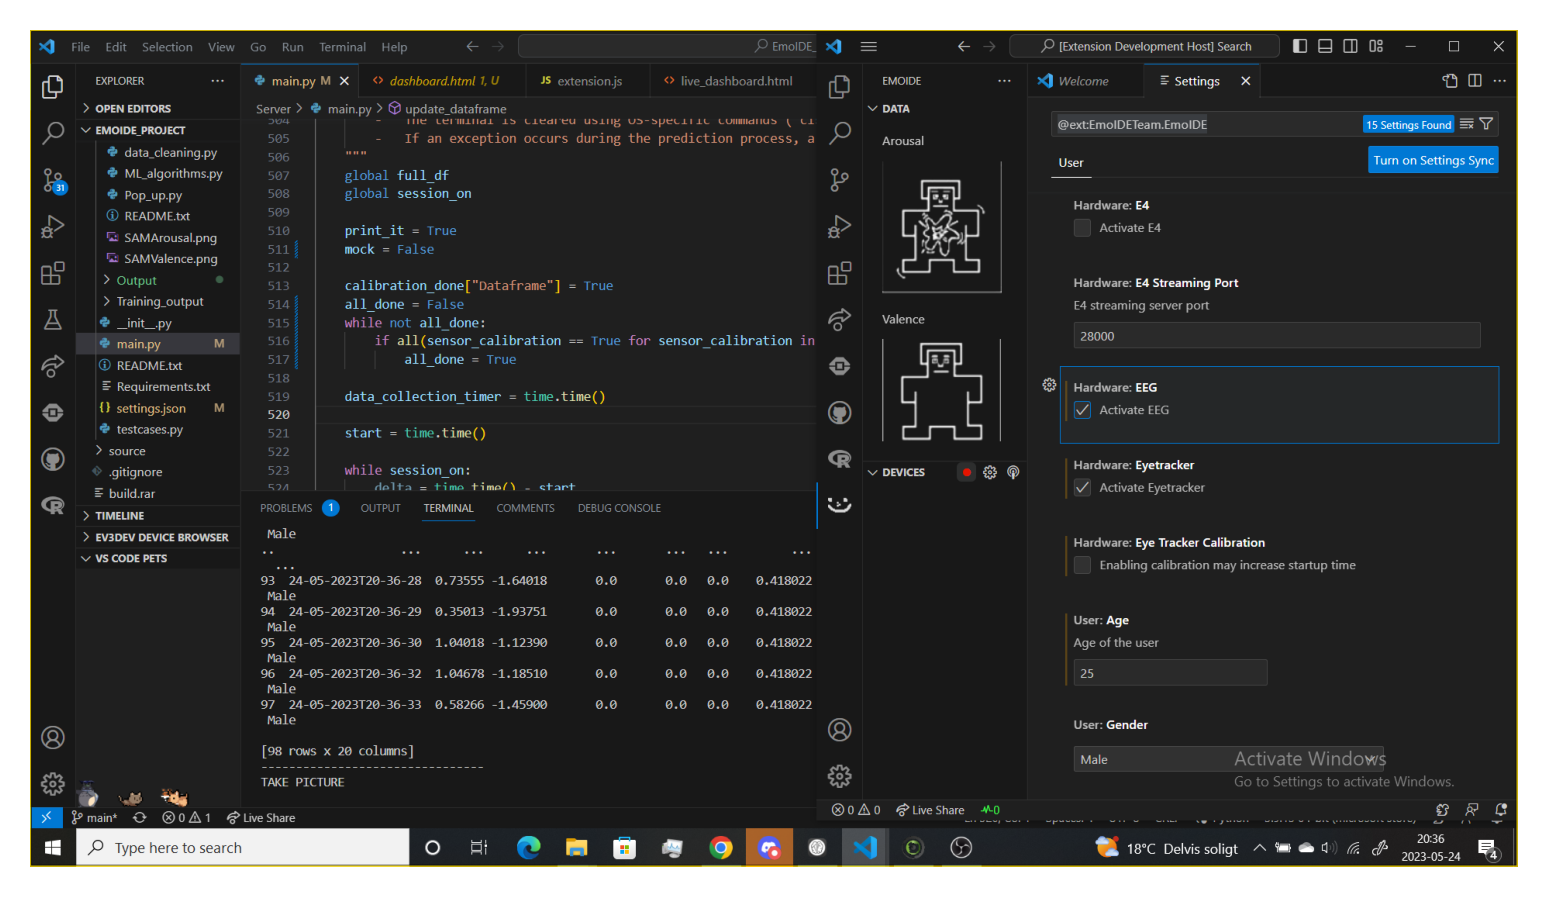 File Edit Selection View Go Run Terminal Help
EmoIDE_
[Extension Development Host] Search
EXPLORER
OPEN EDITORS
EMOIDE_PROJECT
data_cleaning.py
ML_algorithms.py
Pop_up.py
README.txt
SAMArousal.png
SAMValence.png
Output
Training_output
__init__.py
main.py M
README.txt
Requirements.txt
settings.json M
testcases.py
source
.gitignore
build.rar
TIMELINE
EV3DEV DEVICE BROWSER
VS CODE PETS
31
main.py M
dashboard.html 1, U
JS extension.js
live_dashboard.html
Server > main.py > update_dataframe
504 - The terminal is cleared using OS-specific commands (
505 - If an exception occurs during the prediction process, a
506 """
507 global full_df
508 global session_on
509
510 print_it = True
511 mock = False
512
513 calibration_done["Dataframe"] = True
514 all_done = False
515 while not all_done:
516 if all(sensor_calibration == True for sensor_calibration in
517 all_done = True
518
519 data_collection_timer = time.time()
520
521 start = time.time()
522
523 while session_on:
524 delta = time.time() - start
PROBLEMS 1 OUTPUT TERMINAL COMMENTS DEBUG CONSOLE
Male
.. ... ... ... ... ... ... ...
...
93 24-05-2023T20-36-28 0.73555 -1.64018 0.0 0.0 0.0 0.418022
Male
94 24-05-2023T20-36-29 0.35013 -1.93751 0.0 0.0 0.0 0.418022
Male
95 24-05-2023T20-36-30 1.04018 -1.12390 0.0 0.0 0.0 0.418022
Male
96 24-05-2023T20-36-32 1.04678 -1.18510 0.0 0.0 0.0 0.418022
Male
97 24-05-2023T20-36-33 0.58266 -1.45900 0.0 0.0 0.0 0.418022
Male
[98 rows x 20 columns]
--------------------------------
TAKE PICTURE
main* 0 1 Live Share
EMOIDE
DATA
Arousal
Valence
DEVICES
Welcome
Settings
@ext:EmoIDETeam.EmoIDE
15 Settings Found
User
Turn on Settings Sync
Hardware: E4
Activate E4
Hardware: E4 Streaming Port
E4 streaming server port
28000
Hardware: EEG
Activate EEG
Hardware: Eyetracker
Activate Eyetracker
Hardware: Eye Tracker Calibration
Enabling calibration may increase startup time
User: Age
Age of the user
25
User: Gender
Male
Activate Windows
Go to Settings to activate Windows.
0 0 Live Share 0
Type here to search
18°C Delvis soligt
20:36
2023-05-24
4